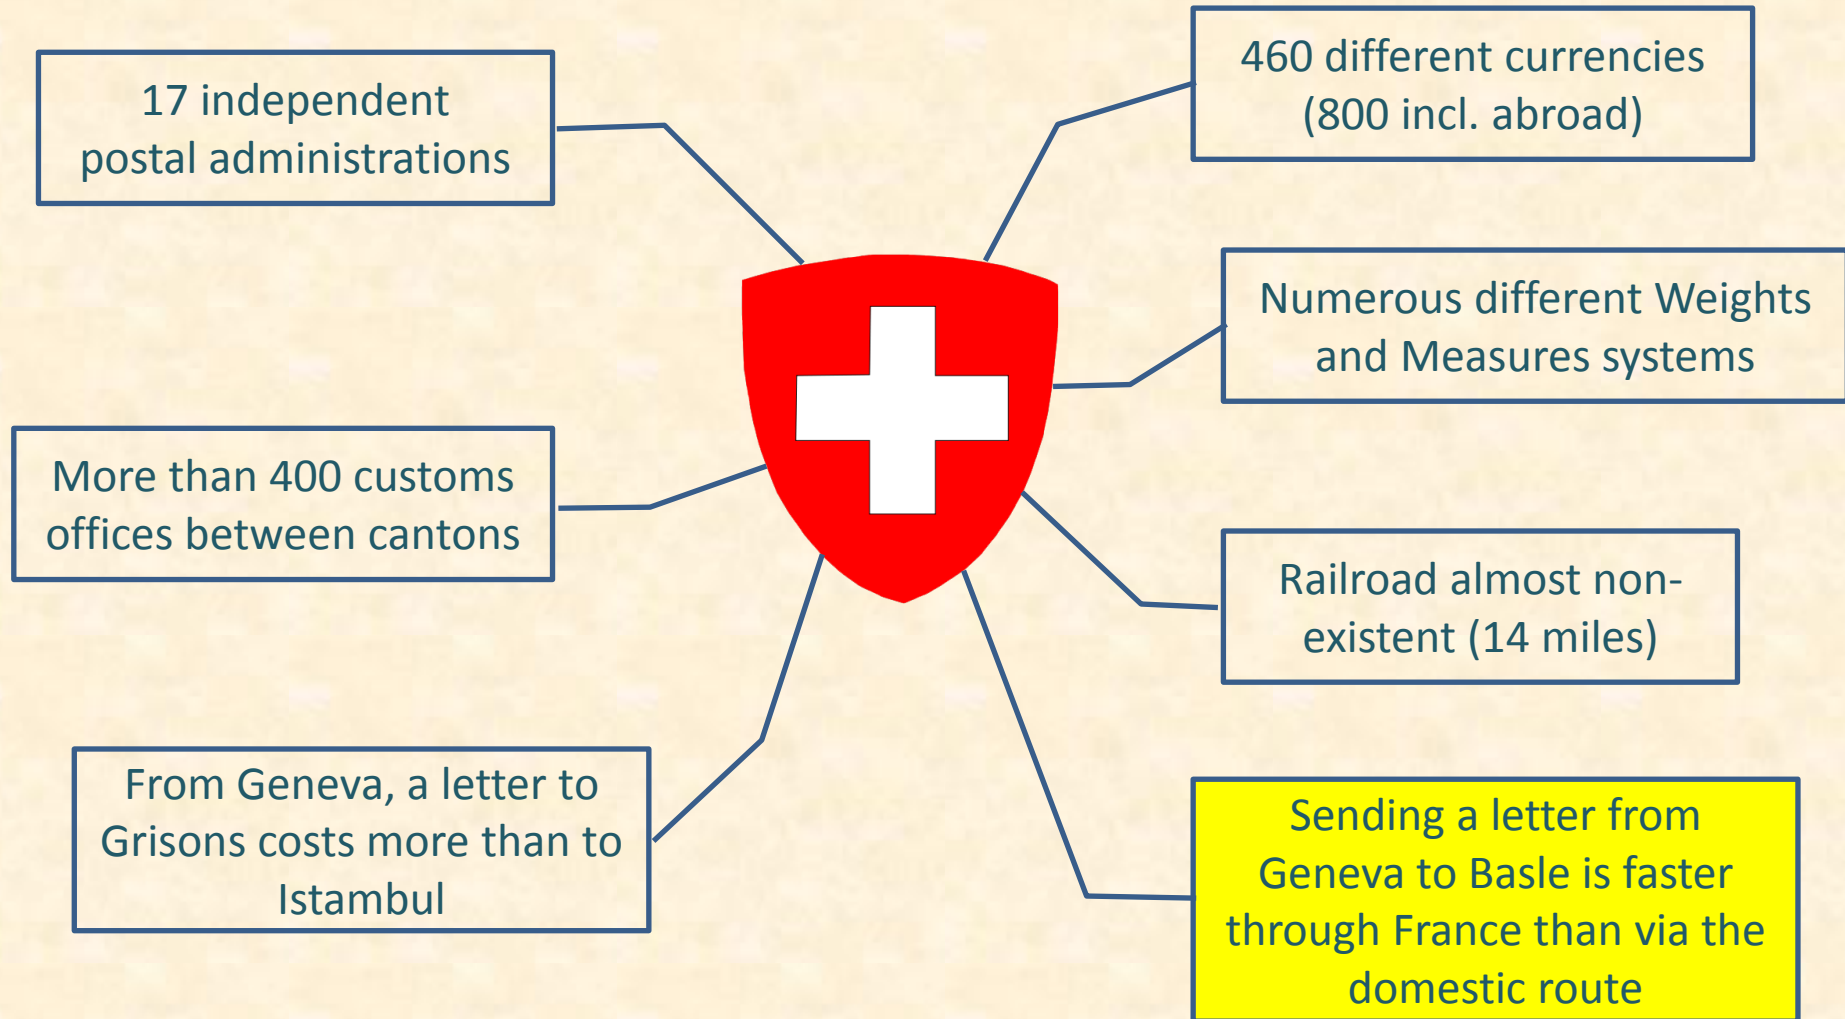 17 independent
postal administrations
460 different currencies
(800 incl. abroad)
Numerous different Weights
and Measures systems
More than 400 customs
offices between cantons
Railroad almost non-
existent (14 miles)
From Geneva, a letter to
Grisons costs more than to
Istambul
Sending a letter from
Geneva to Basle is faster
through France than via the
domestic route